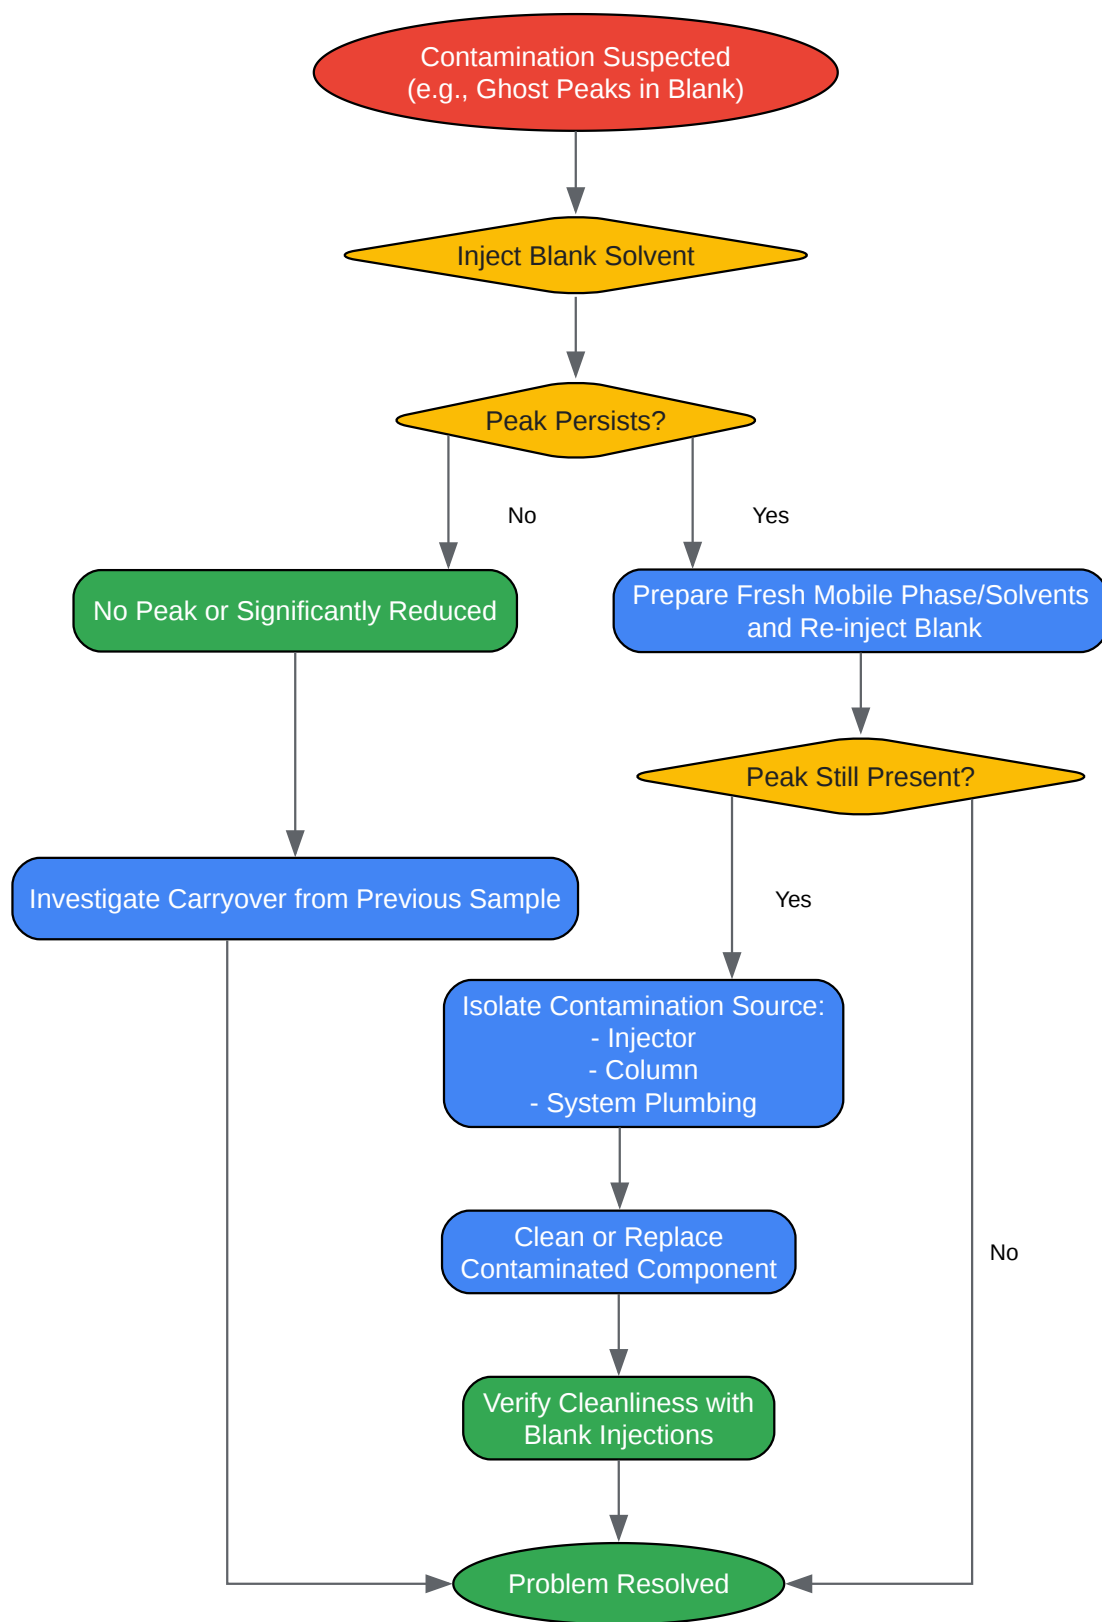 Contamination Suspected
(e.g., Ghost Peaks in Blank)
Inject Blank Solvent
Peak Persists?
No
Yes
No Peak or Significantly Reduced
Prepare Fresh Mobile Phase/Solvents
and Re-inject Blank
Peak Still Present?
Investigate Carryover from Previous Sample
Yes
Isolate Contamination Source:
- Injector
- Column
- System Plumbing
Clean or Replace
Contaminated Component
No
Verify Cleanliness with
Blank Injections
Problem Resolved